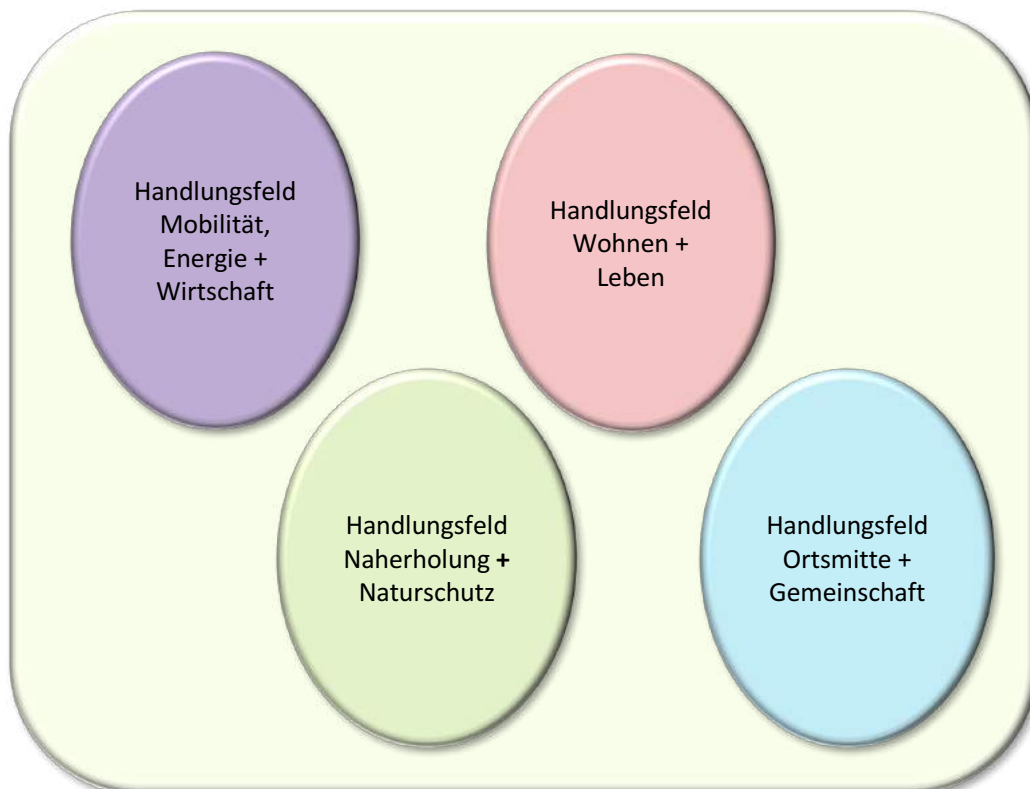 Handlungsfeld
Mobilität,
Energie +
Wirtschaft
Handlungsfeld
Wohnen +
Leben
Handlungsfeld
Naherholung +
Naturschutz
Handlungsfeld
Ortsmitte +
Gemeinschaft